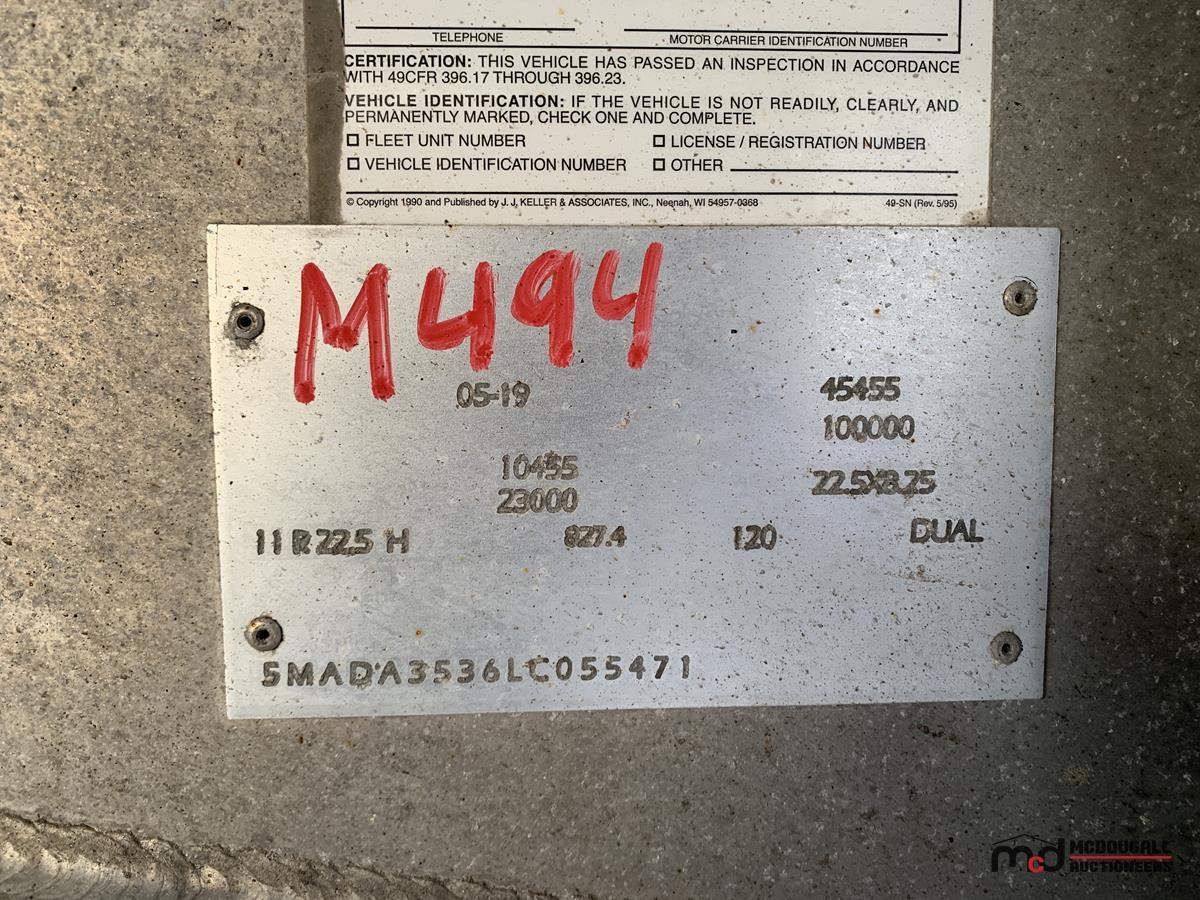 TELEPHONE MOTOR CARRIER IDENTIFICATION NUMBER
CERTIFICATION: THIS VEHICLE HAS PASSED AN INSPECTION IN ACCORDANCE
WITH 49CFR 396.17 THROUGH 396.23.
VEHICLE IDENTIFICATION: IF THE VEHICLE IS NOT READILY, CLEARLY, AND
PERMANENTLY MARKED, CHECK ONE AND COMPLETE.
☐ FLEET UNIT NUMBER ☐ LICENSE / REGISTRATION NUMBER
☐ VEHICLE IDENTIFICATION NUMBER ☐ OTHER
© Copyright 1990 and Published by J. J. KELLER & ASSOCIATES, INC., Neenah, WI 54957-0368 49-SN (Rev. 5/95)
M494
05-19 45455
100000
10455
23000 22.5X8.25
11R22.5 H 827.4 120 DUAL
5MADA3536LC055471
mcd MCDOUGALL
AUCTIONEERS